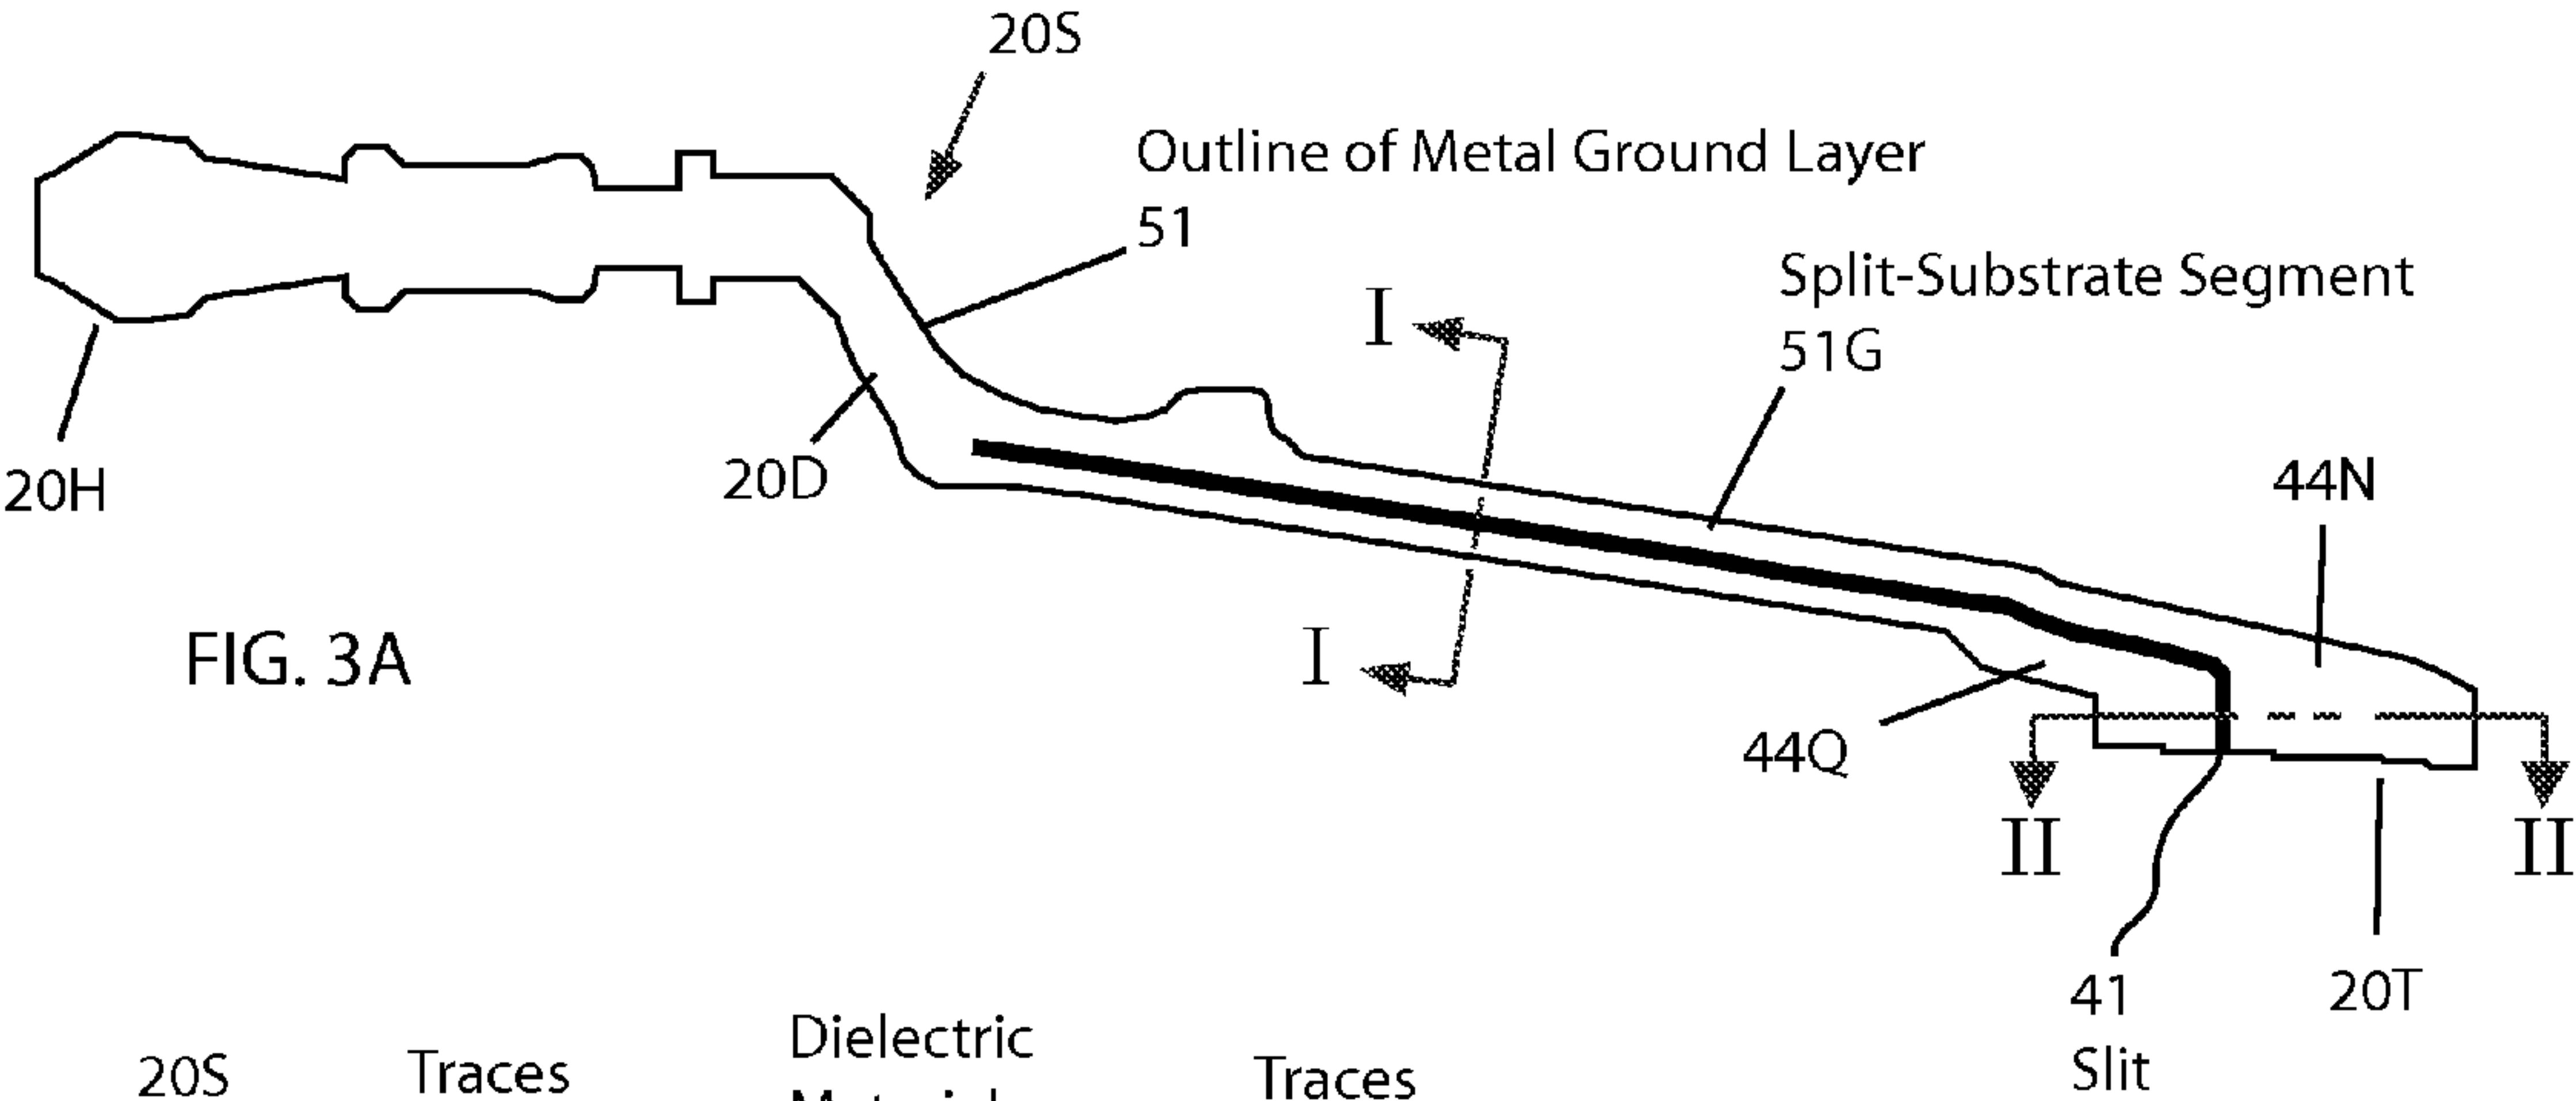 20S
Outline of Metal Ground Layer
51
Split-Substrate Segment
51G
I
44N
20H
20D
FIG. 3A
I
44Q
II
II
41
Slit
20T
20S
Traces
Dielectric
Material
Traces